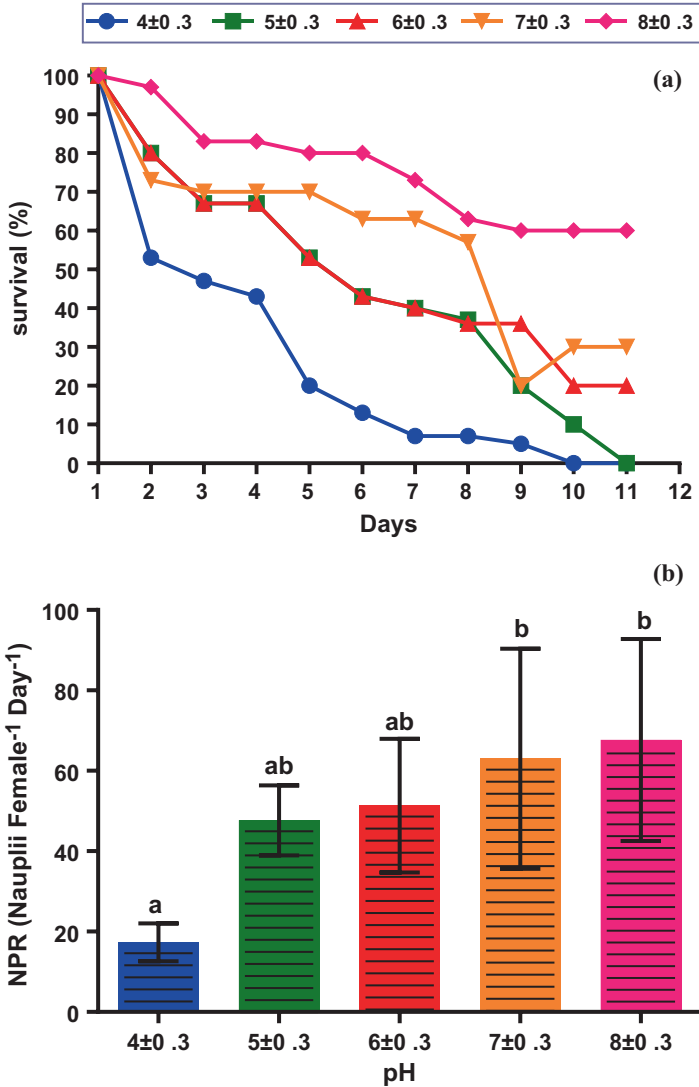 4±0 .3 5±0 .3 6±0 .3 7±0 .3 8±0 .3
(a)
100
90
80
70
60
50
40
30
20
10
0
survival (%)
1 2 3 4 5 6 7 8 9 10 11 12
Days
(b)
100
80
60
40
20
0
NPR (Nauplii Female-1 Day-1)
a
ab
ab
b
b
4±0 .3 5±0 .3 6±0 .3 7±0 .3 8±0 .3
pH